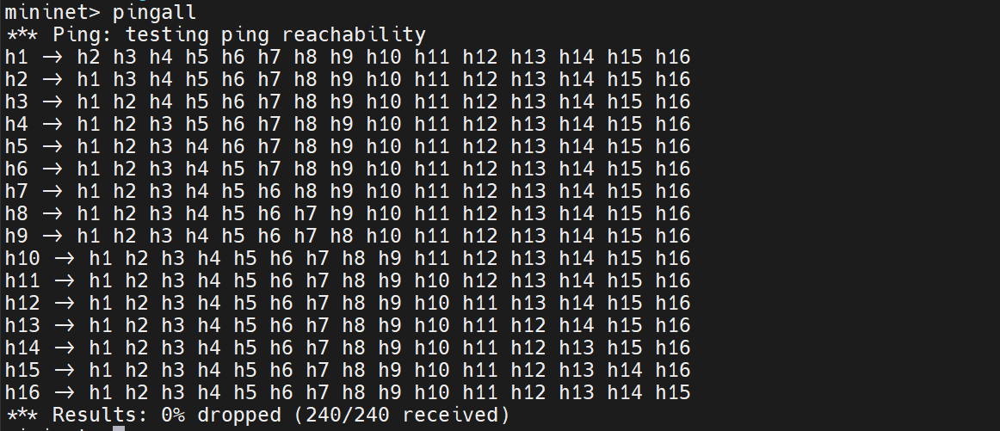 mininet> pingall
*** Ping: testing ping reachability
h1 -> h2 h3 h4 h5 h6 h7 h8 h9 h10 h11 h12 h13 h14 h15 h16
h2 -> h1 h3 h4 h5 h6 h7 h8 h9 h10 h11 h12 h13 h14 h15 h16
h3 -> h1 h2 h4 h5 h6 h7 h8 h9 h10 h11 h12 h13 h14 h15 h16
h4 -> h1 h2 h3 h5 h6 h7 h8 h9 h10 h11 h12 h13 h14 h15 h16
h5 -> h1 h2 h3 h4 h6 h7 h8 h9 h10 h11 h12 h13 h14 h15 h16
h6 -> h1 h2 h3 h4 h5 h7 h8 h9 h10 h11 h12 h13 h14 h15 h16
h7 -> h1 h2 h3 h4 h5 h6 h8 h9 h10 h11 h12 h13 h14 h15 h16
h8 -> h1 h2 h3 h4 h5 h6 h7 h9 h10 h11 h12 h13 h14 h15 h16
h9 -> h1 h2 h3 h4 h5 h6 h7 h8 h10 h11 h12 h13 h14 h15 h16
h10 -> h1 h2 h3 h4 h5 h6 h7 h8 h9 h11 h12 h13 h14 h15 h16
h11 -> h1 h2 h3 h4 h5 h6 h7 h8 h9 h10 h12 h13 h14 h15 h16
h12 -> h1 h2 h3 h4 h5 h6 h7 h8 h9 h10 h11 h13 h14 h15 h16
h13 -> h1 h2 h3 h4 h5 h6 h7 h8 h9 h10 h11 h12 h14 h15 h16
h14 -> h1 h2 h3 h4 h5 h6 h7 h8 h9 h10 h11 h12 h13 h15 h16
h15 -> h1 h2 h3 h4 h5 h6 h7 h8 h9 h10 h11 h12 h13 h14 h16
h16 -> h1 h2 h3 h4 h5 h6 h7 h8 h9 h10 h11 h12 h13 h14 h15
*** Results: 0% dropped (240/240 received)